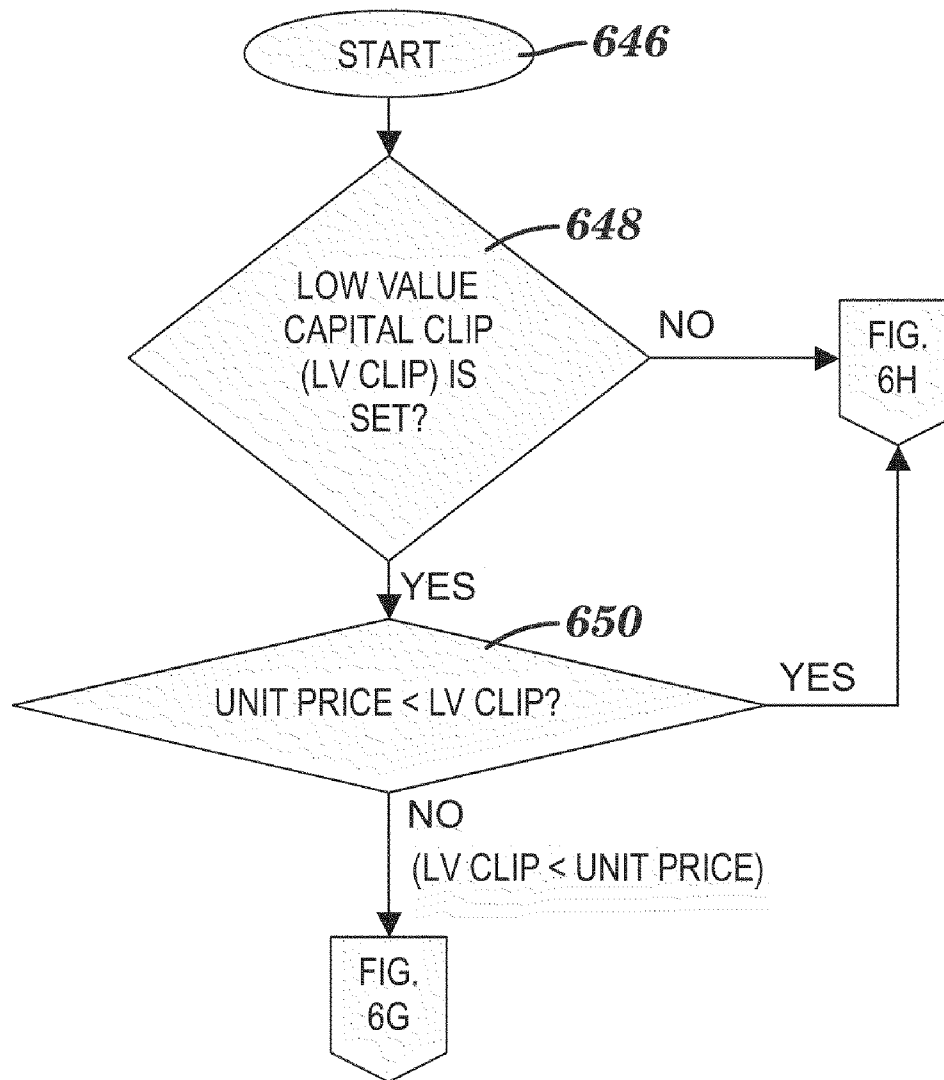 START
646
648
LOW VALUE
CAPITAL CLIP
(LV CLIP) IS
SET?
NO
FIG.
6H
YES
650
UNIT PRICE < LV CLIP?
YES
NO
(LV CLIP < UNIT PRICE)
FIG.
6G